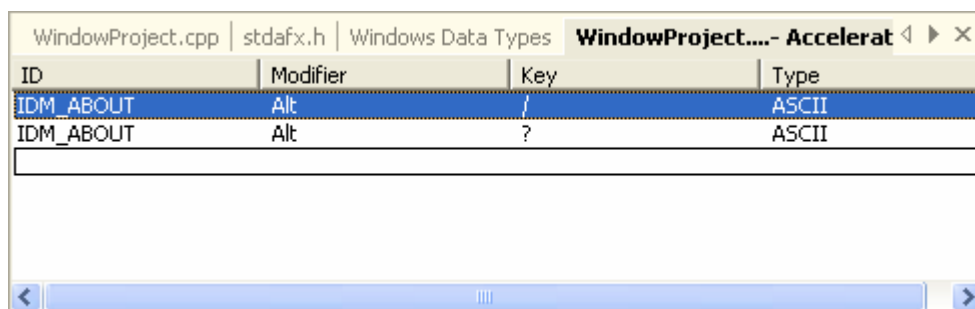 WindowProject.cpp stdafx.h Windows Data Types WindowProject....- Accelerat
ID Modifier Key Type
IDM_ABOUT Alt / ASCII
IDM_ABOUT Alt ? ASCII